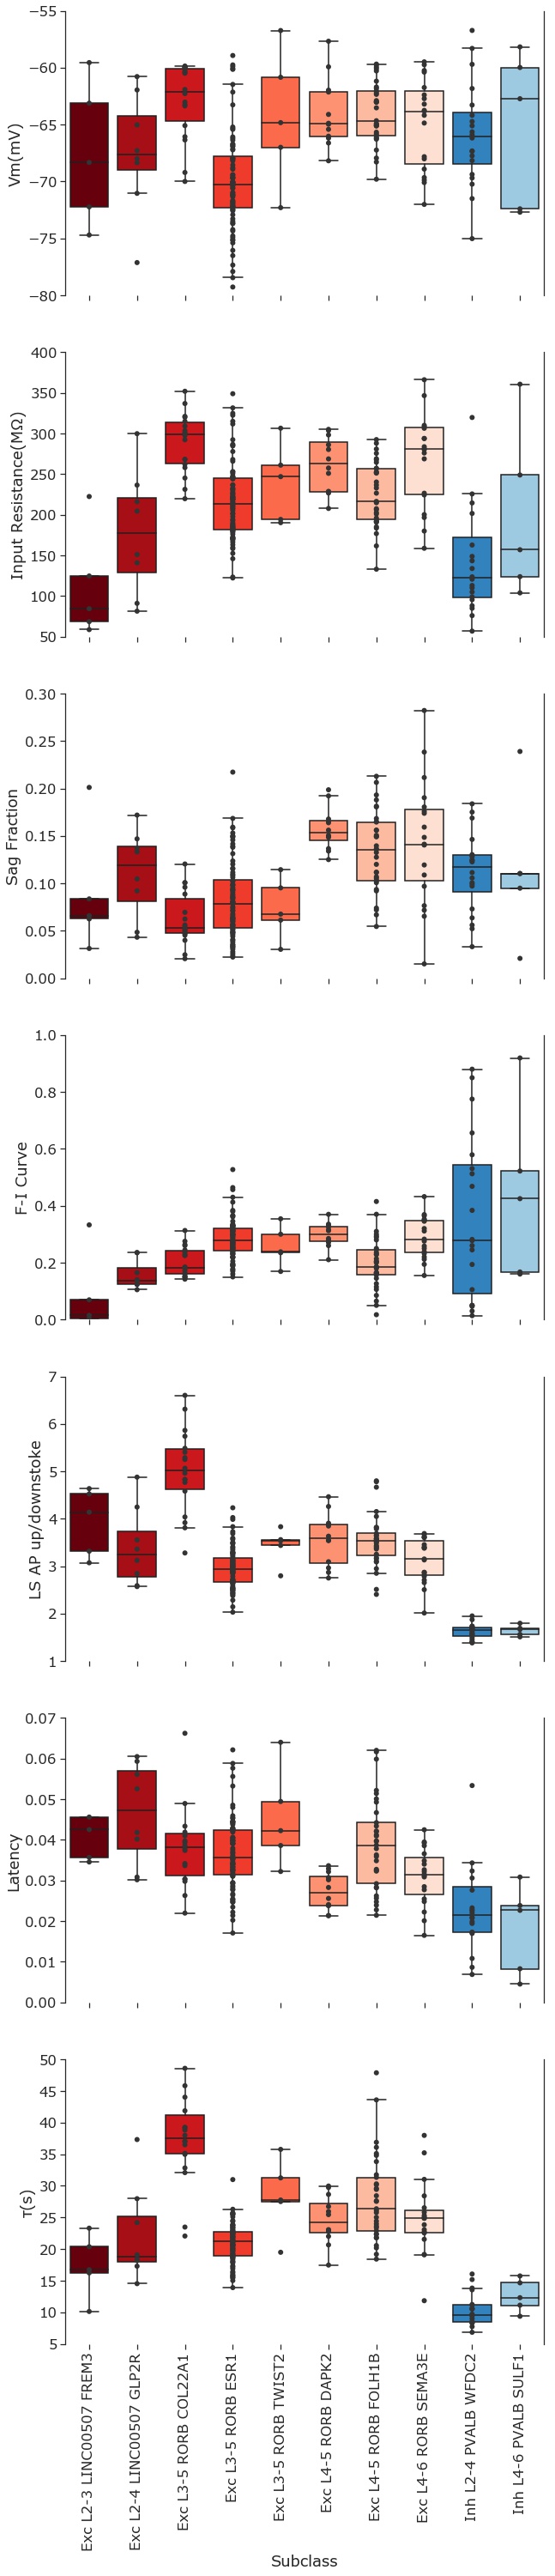 −55
−60
−65
−70
−75
−80
Vm(mV)
400
350
300
250
200
150
100
50
Input Resistance(MΩ)
0.30
0.25
0.20
0.15
0.10
0.05
0.00
Sag Fraction
1.0
0.8
0.6
0.4
0.2
0.0
F-I Curve
7
6
5
4
3
2
1
LS AP up/downstoke
0.07
0.06
0.05
0.04
0.03
0.02
0.01
0.00
Latency
50
45
40
35
30
25
20
15
10
5
τ(s)
Exc L2-3 LINC00507 FREM3
Exc L2-4 LINC00507 GLP2R
Exc L3-5 RORB COL22A1
Exc L3-5 RORB ESR1
Exc L3-5 RORB TWIST2
Exc L4-5 RORB DAPK2
Exc L4-5 RORB FOLH1B
Exc L4-6 RORB SEMA3E
Inh L2-4 PVALB WFDC2
Inh L4-6 PVALB SULF1
Subclass